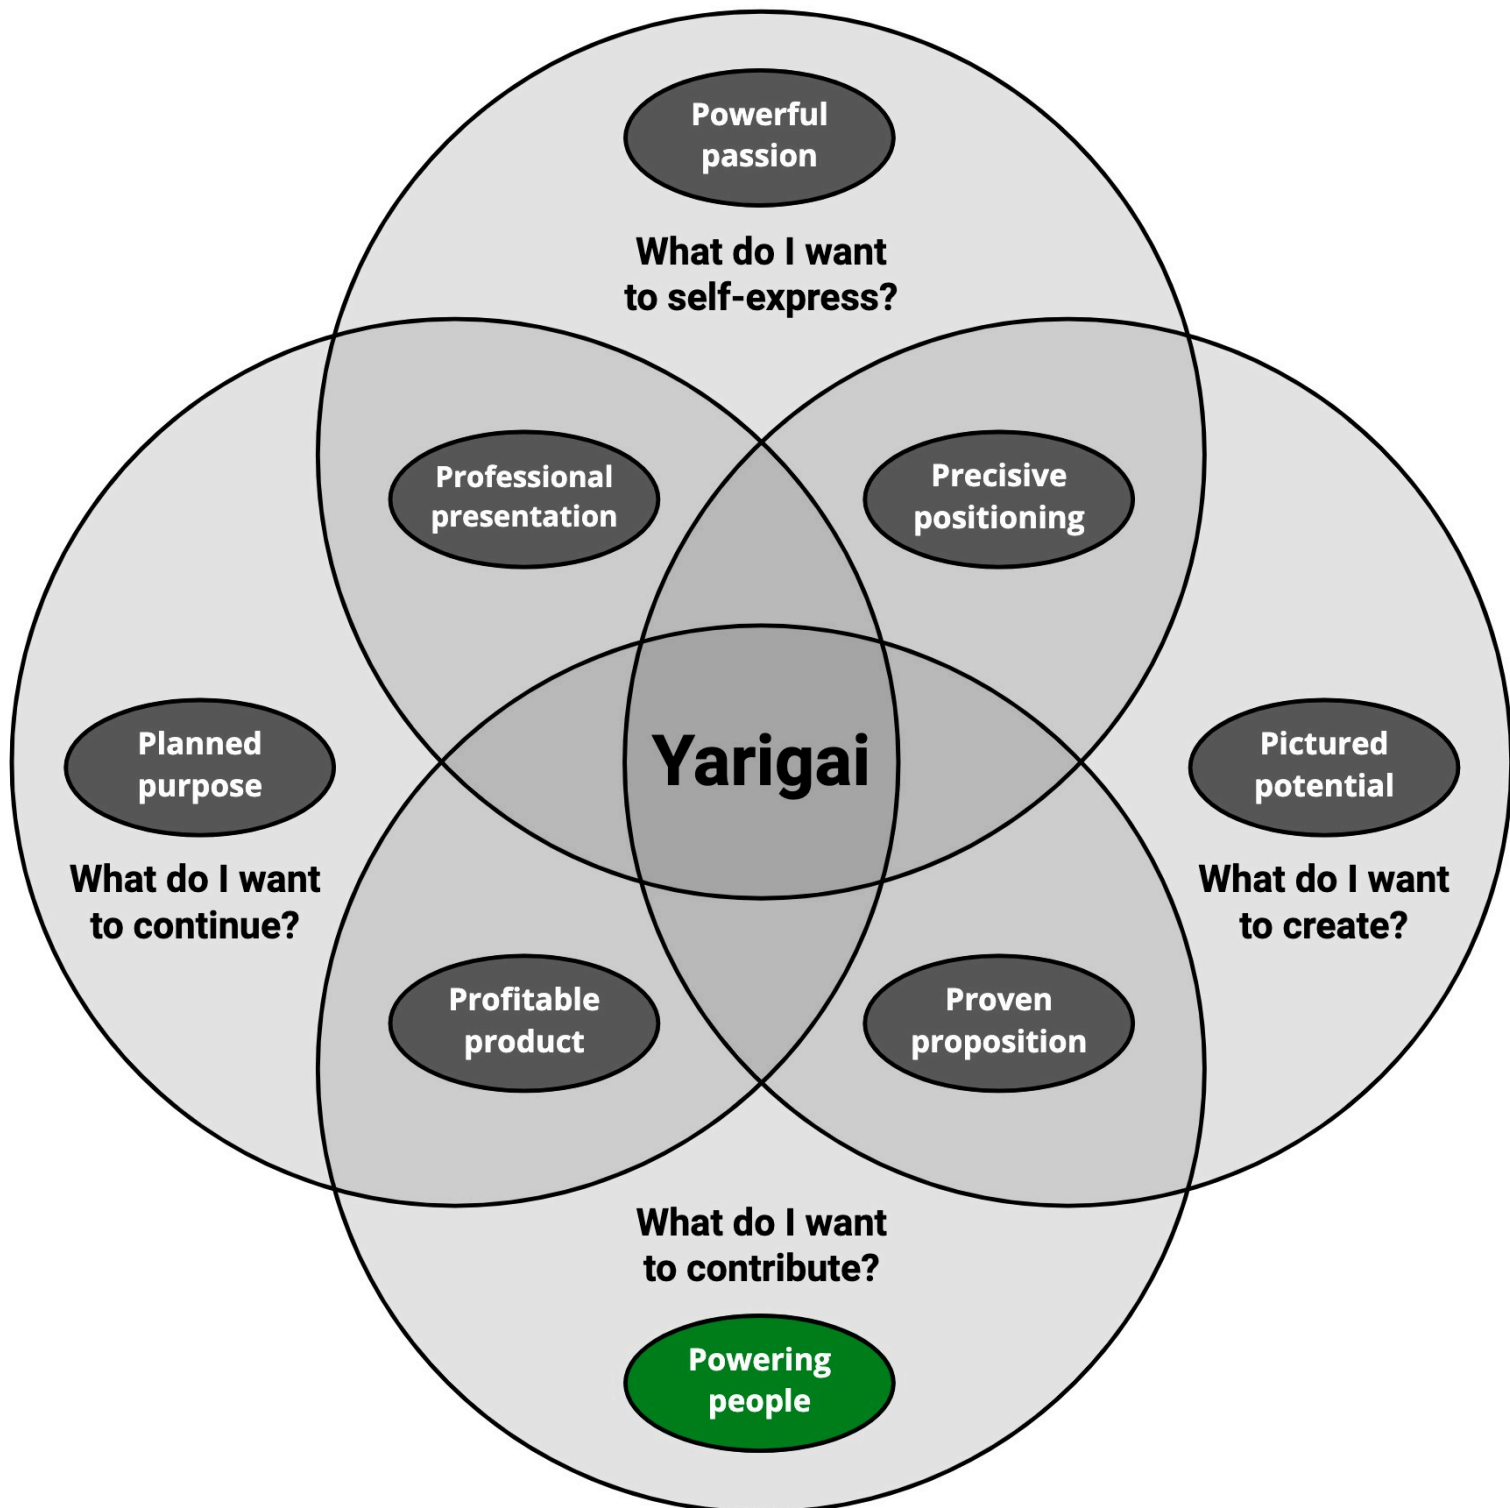 Powerful
passion
What do I want
to self-express?
Professional
presentation
Precisive
positioning
Yarigai
Planned
purpose
What do I want
to continue?
Pictured
potential
What do I want
to create?
Profitable
product
Proven
proposition
What do I want
to contribute?
Powering
people